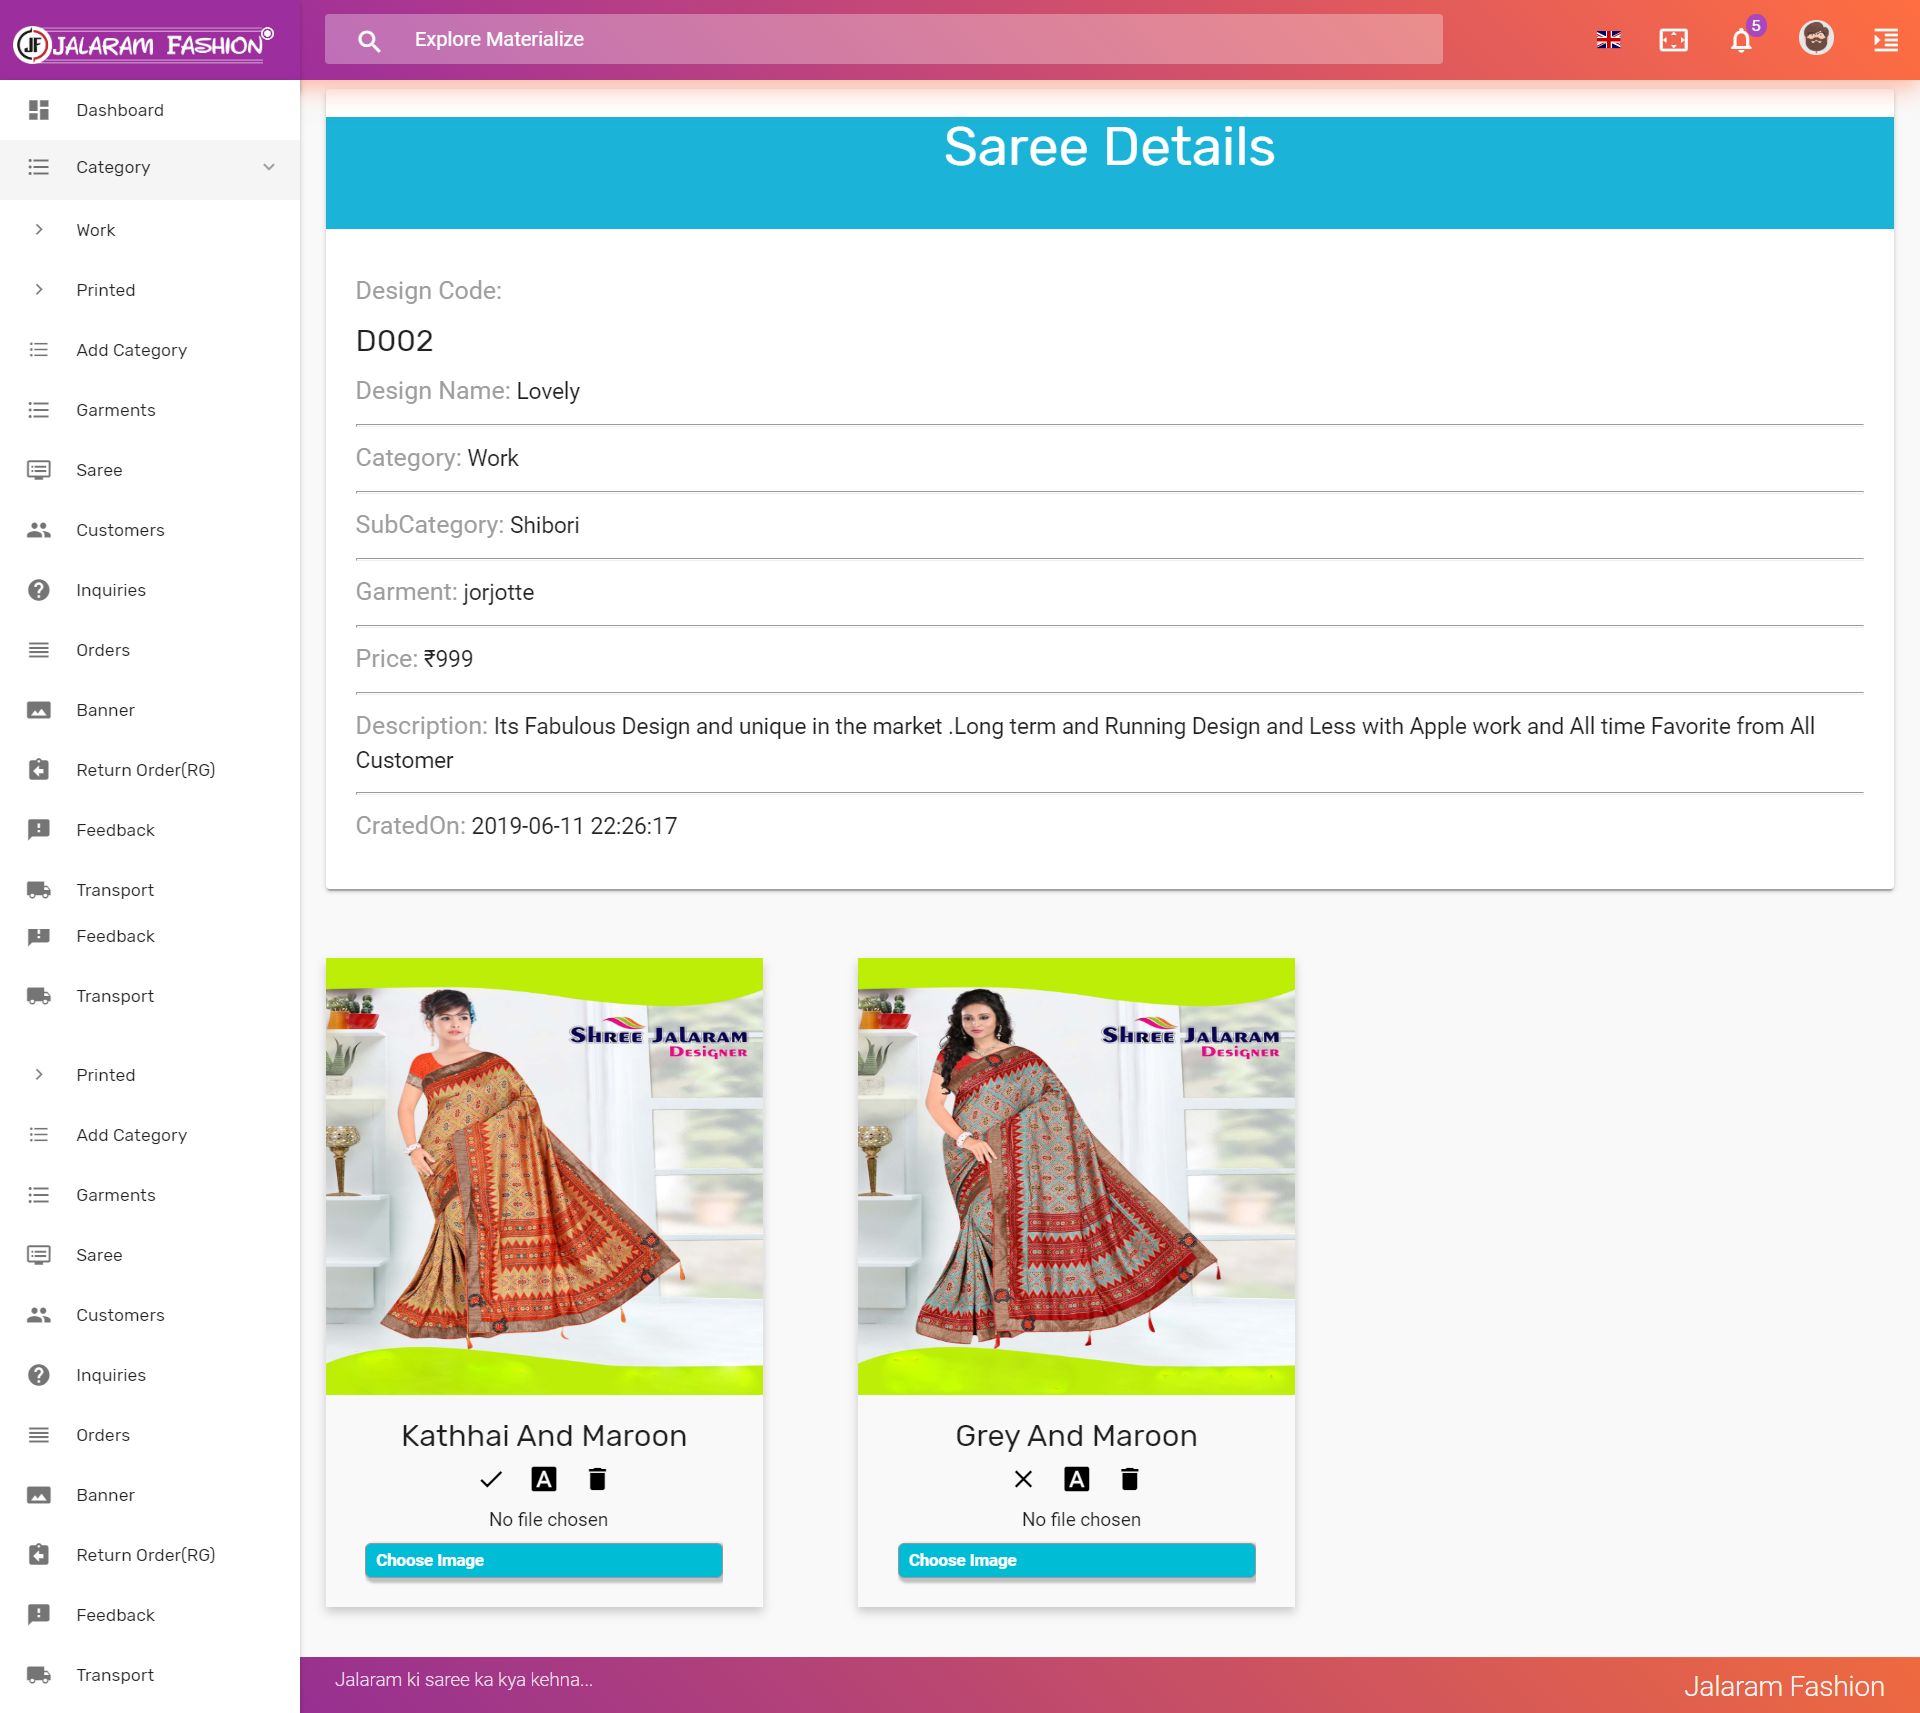 JF JALARAM FASHION
Explore Materialize
5
Dashboard
Category
Work
Printed
Add Category
Garments
Saree
Customers
Inquiries
Orders
Banner
Return Order(RG)
Feedback
Transport
Feedback
Transport
Printed
Add Category
Garments
Saree
Customers
Inquiries
Orders
Banner
Return Order(RG)
Feedback
Transport
Saree Details
Design Code:
D002
Design Name: Lovely
Category: Work
SubCategory: Shibori
Garment: jorjotte
Price: ₹999
Description: Its Fabulous Design and unique in the market .Long term and Running Design and Less with Apple work and All time Favorite from All
Customer
CratedOn: 2019-06-11 22:26:17
SHREE JALARAM
DESIGNER
Kathhai And Maroon
A
No file chosen
Choose Image
SHREE JALARAM
DESIGNER
Grey And Maroon
A
No file chosen
Choose Image
Jalaram ki saree ka kya kehna...
Jalaram Fashion